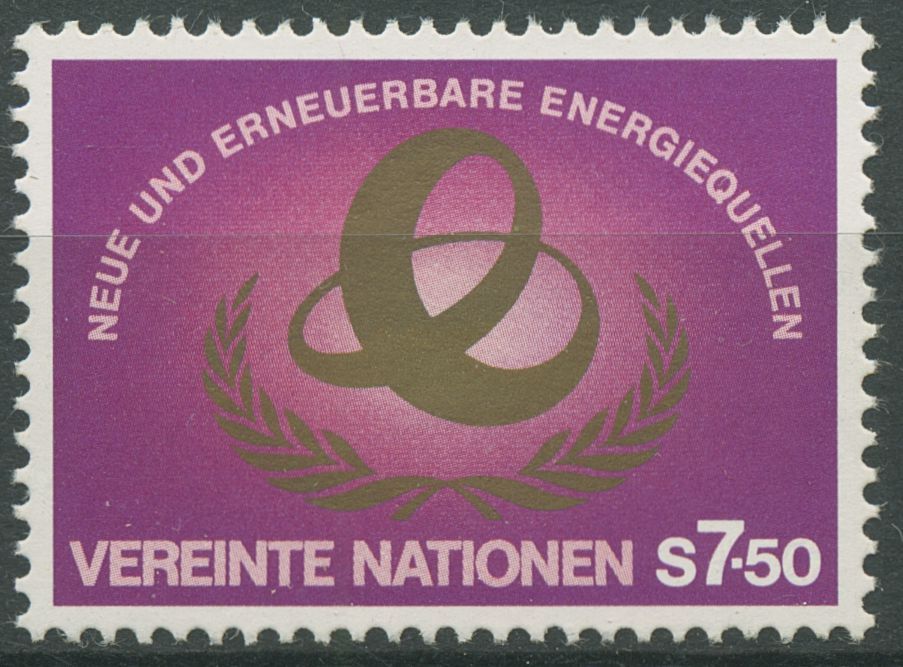 NEUE UND ERNEUERBARE ENERGIEQUELLEN
VEREINTE NATIONEN S7·50